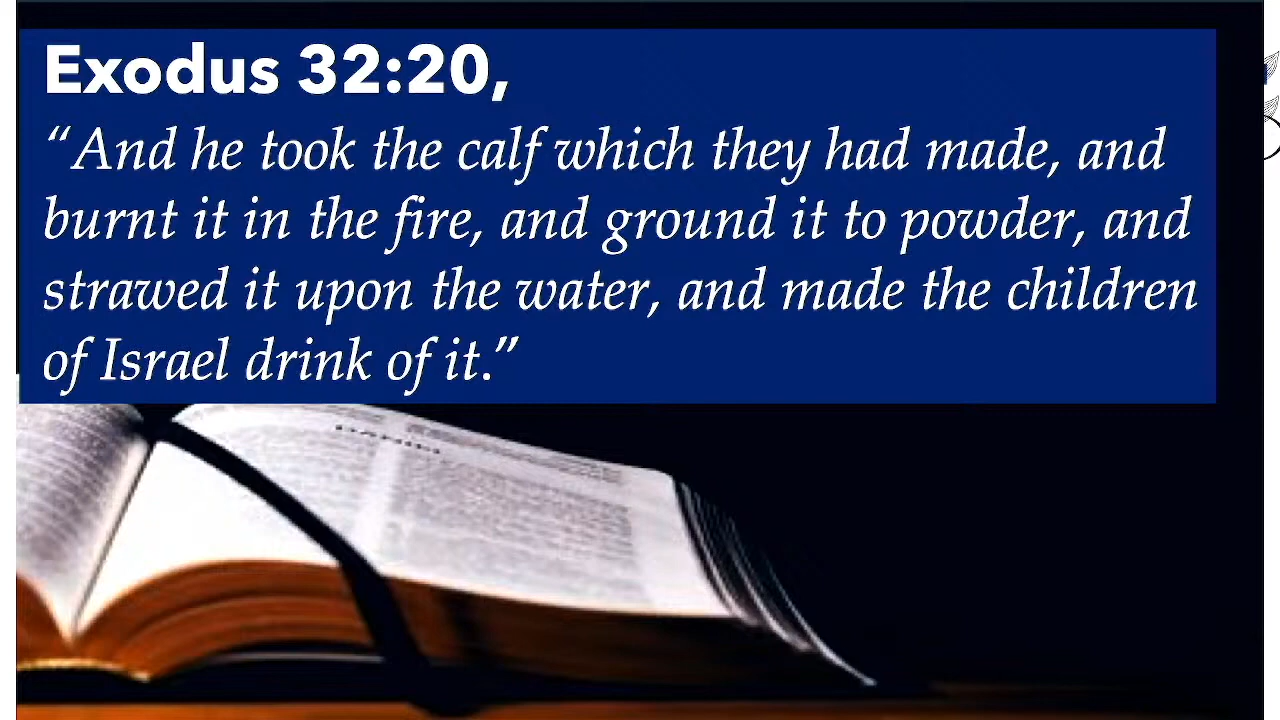 Exodus 32:20,
“And he took the calf which they had made, and
burnt it in the fire, and ground it to powder, and
strawed it upon the water, and made the children
of Israel drink of it.”
DANIEL